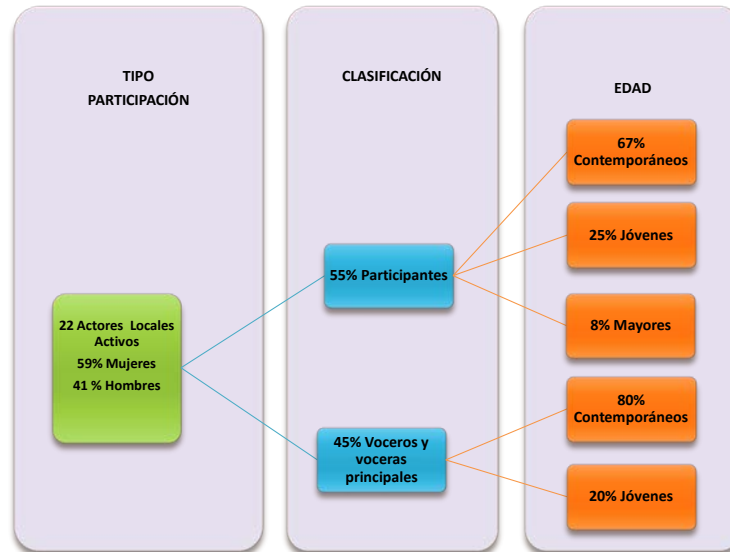 TIPO
PARTICIPACIÓN
22 Actores Locales
Activos
59% Mujeres
41 % Hombres
CLASIFICACIÓN
55% Participantes
45% Voceros y
voceras
principales
EDAD
67%
Contemporáneos
25% Jóvenes
8% Mayores
80%
Contemporáneos
20% Jóvenes